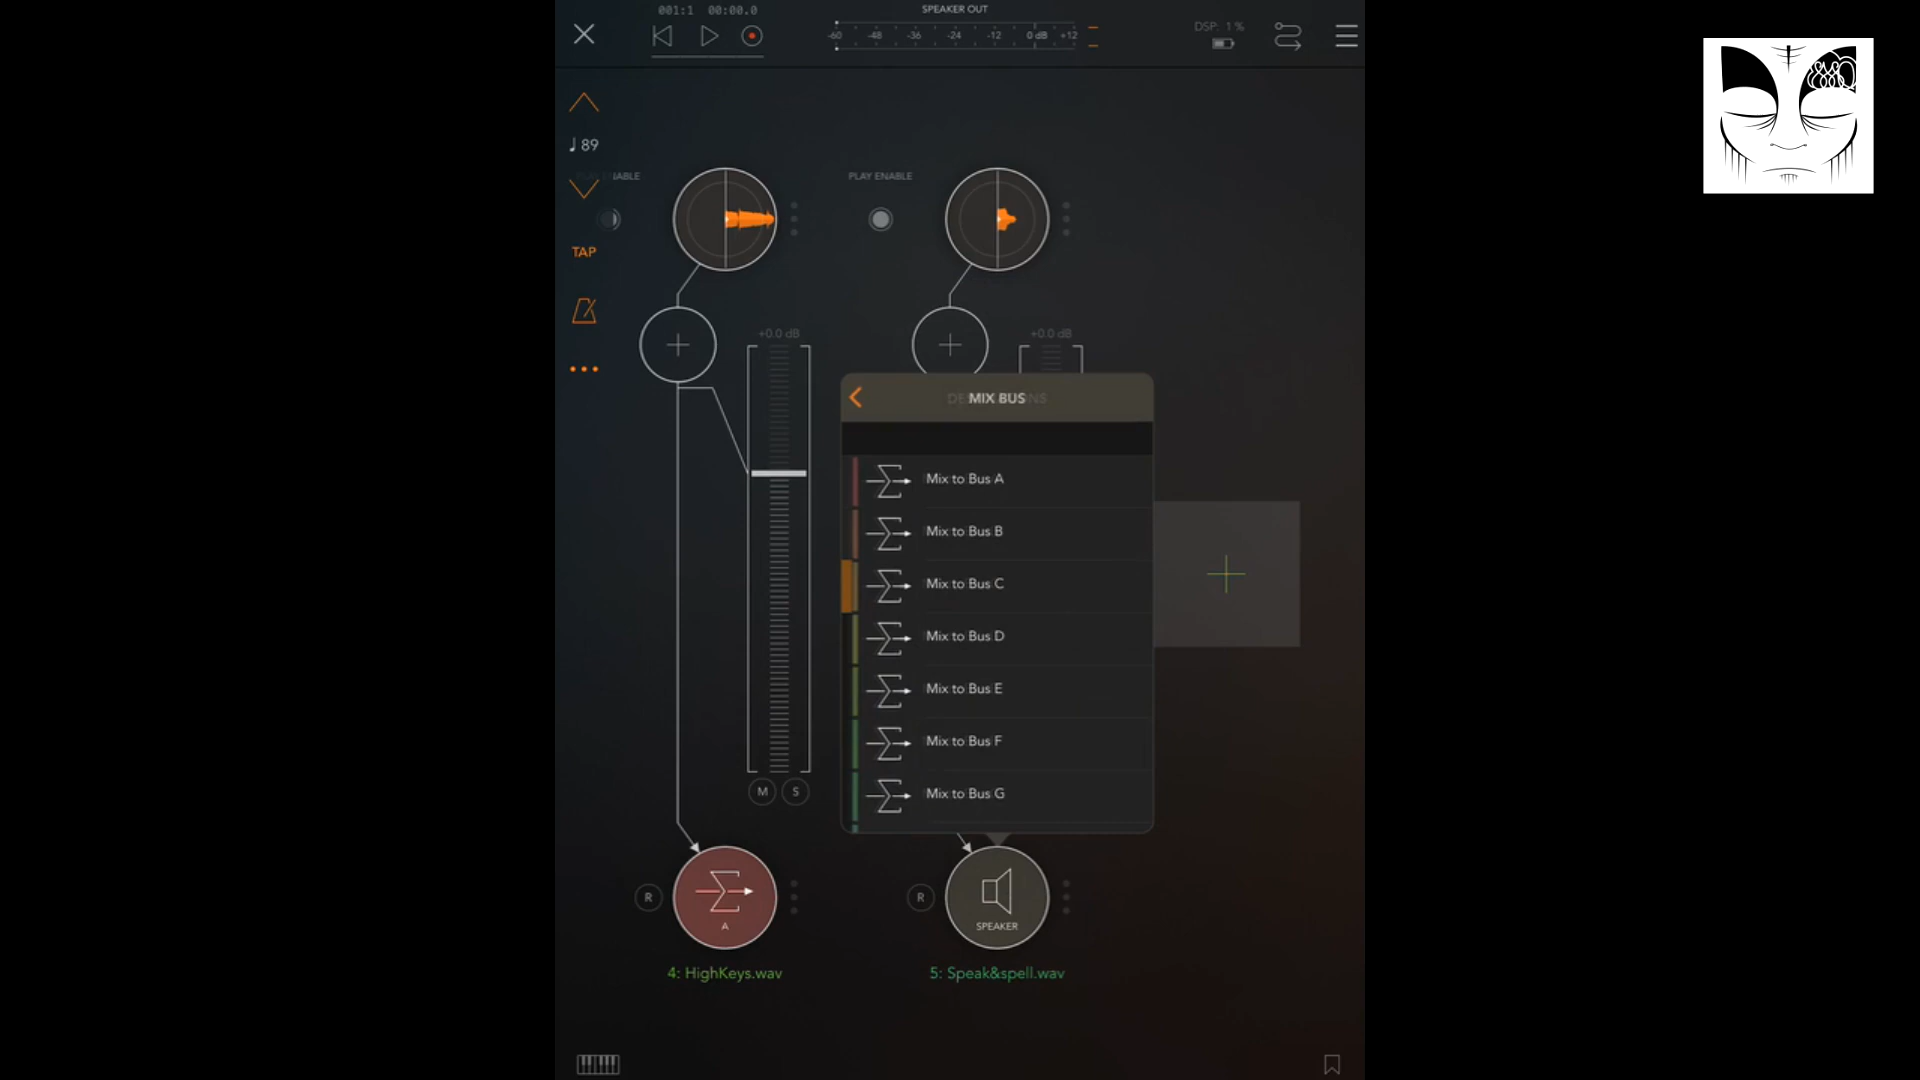 001:1 00:00.0
SPEAKER OUT
-60 -48 -36 -24 -12 0 dB +12
DSP: 1 %
♩ 89
IABLE
PLAY ENABLE
TAP
+0.0 dB
+0.0 dB
MIX BUS
Mix to Bus A
Mix to Bus B
Mix to Bus C
Mix to Bus D
Mix to Bus E
Mix to Bus F
Mix to Bus G
M S
R
A
R
SPEAKER
4: HighKeys.wav
5: Speak&spell.wav